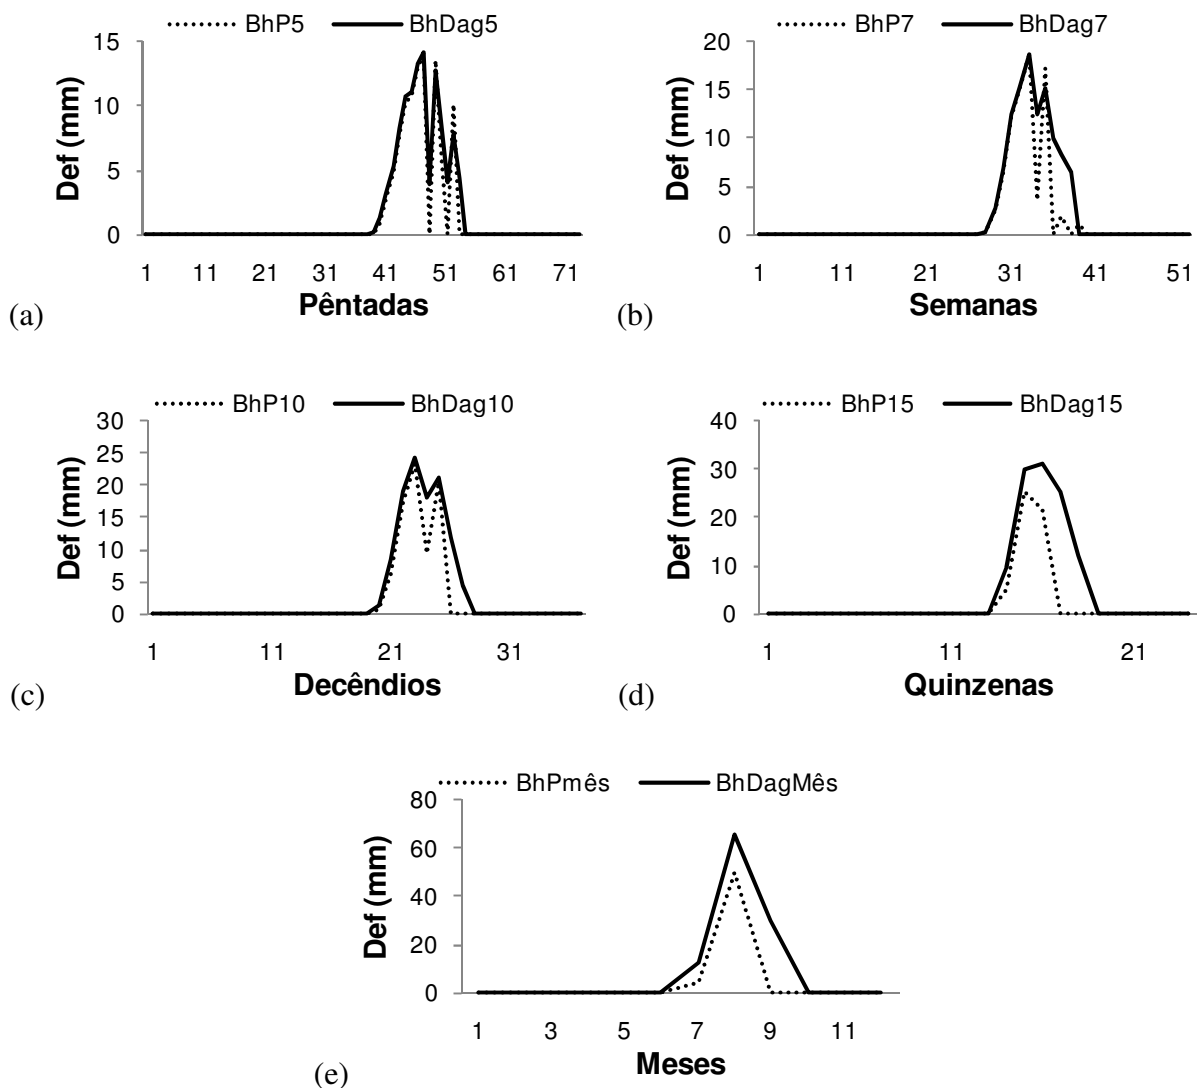 BhP5 BhDag5
15
10
5
0
Def (mm)
1 11 21 31 41 51 61 71
Pêntadas
(a)
BhP7 BhDag7
20
15
10
5
0
Def (mm)
1 11 21 31 41 51
Semanas
(b)
BhP10 BhDag10
30
25
20
15
10
5
0
Def (mm)
1 11 21 31
Decêndios
(c)
BhP15 BhDag15
40
30
20
10
0
Def (mm)
1 11 21
Quinzenas
(d)
BhPmês BhDagMês
80
60
40
20
0
Def (mm)
1 3 5 7 9 11
Meses
(e)